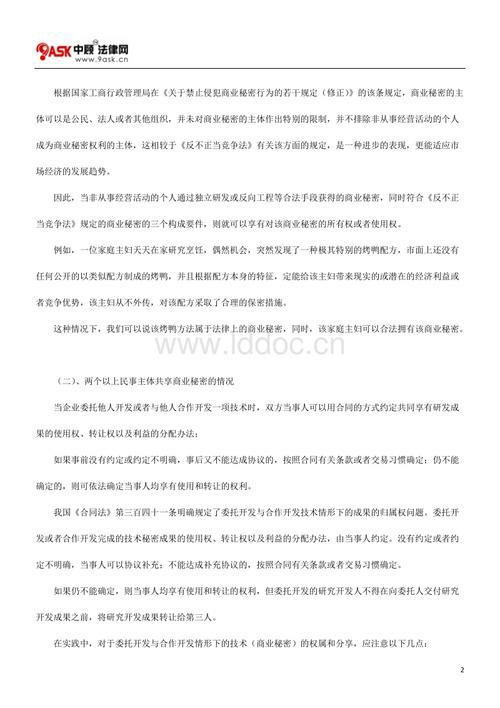 9ASK中顾法律网
www.9ask.cn
根据国家工商行政管理局在《关于禁止侵犯商业秘密行为的若干规定（修正）》的该条规定，商业秘密的主
体可以是公民、法人或者其他组织，并未对商业秘密的主体作出特别的限制，并不排除非从事经营活动的个人
成为商业秘密权利的主体，这相较于《反不正当竞争法》有关该方面的规定，是一种进步的表现，更能适应市
场经济的发展趋势。
因此，当非从事经营活动的个人通过独立研发或反向工程等合法手段获得的商业秘密，同时符合《反不正
当竞争法》规定的商业秘密的三个构成要件，则就可以享有对该商业秘密的所有权或者使用权。
例如，一位家庭主妇天天在家研究烹饪，偶然机会，突然发现了一种极其特别的烤鸭配方，市面上还没有
任何公开的以类似配方制成的烤鸭，并且根据配方本身的特征，定能给该主妇带来现实的或潜在的经济利益或
者竞争优势，该主妇从不外传，对该配方采取了合理的保密措施。
这种情况下，我们可以说该烤鸭方法属于法律上的商业秘密，同时，该家庭主妇可以合法拥有该商业秘密。
www.lddoc.cn
（二）、两个以上民事主体共享商业秘密的情况
当企业委托他人开发或者与他人合作开发一项技术时，双方当事人可以用合同的方式约定共同享有研发成
果的使用权、转让权以及利益的分配办法；
如果事前没有约定或约定不明确，事后又不能达成协议的，按照合同有关条款或者交易习惯确定；仍不能
确定的，则可依法确定当事人均享有使用和转让的权利。
我国《合同法》第三百四十一条明确规定了委托开发与合作开发技术情形下的成果的归属权问题。委托开
发或者合作开发完成的技术秘密成果的使用权、转让权以及利益的分配办法，由当事人约定。没有约定或者约
定不明确，当事人可以协议补充；不能达成补充协议的，按照合同有关条款或者交易习惯确定。
如果仍不能确定，则当事人均享有使用和转让的权利，但委托开发的研究开发人不得在向委托人交付研究
开发成果之前，将研究开发成果转让给第三人。
在实践中，对于委托开发与合作开发情形下的技术（商业秘密）的权属和分享，应注意以下几点：
2